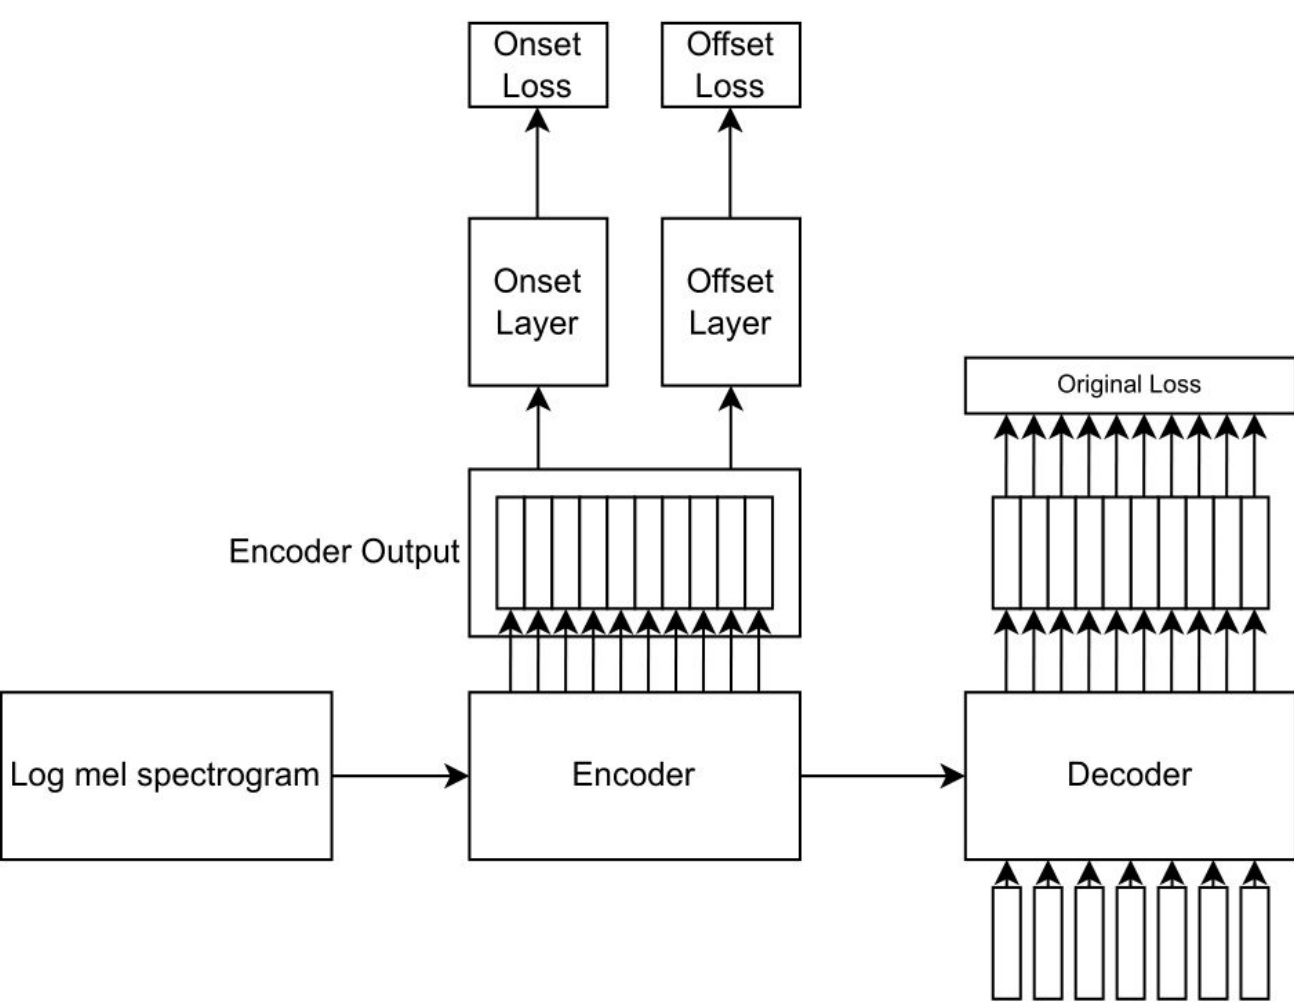 Onset
Loss
Offset
Loss
Onset
Layer
Offset
Layer
Original Loss
Encoder Output
Log mel spectrogram
Encoder
Decoder